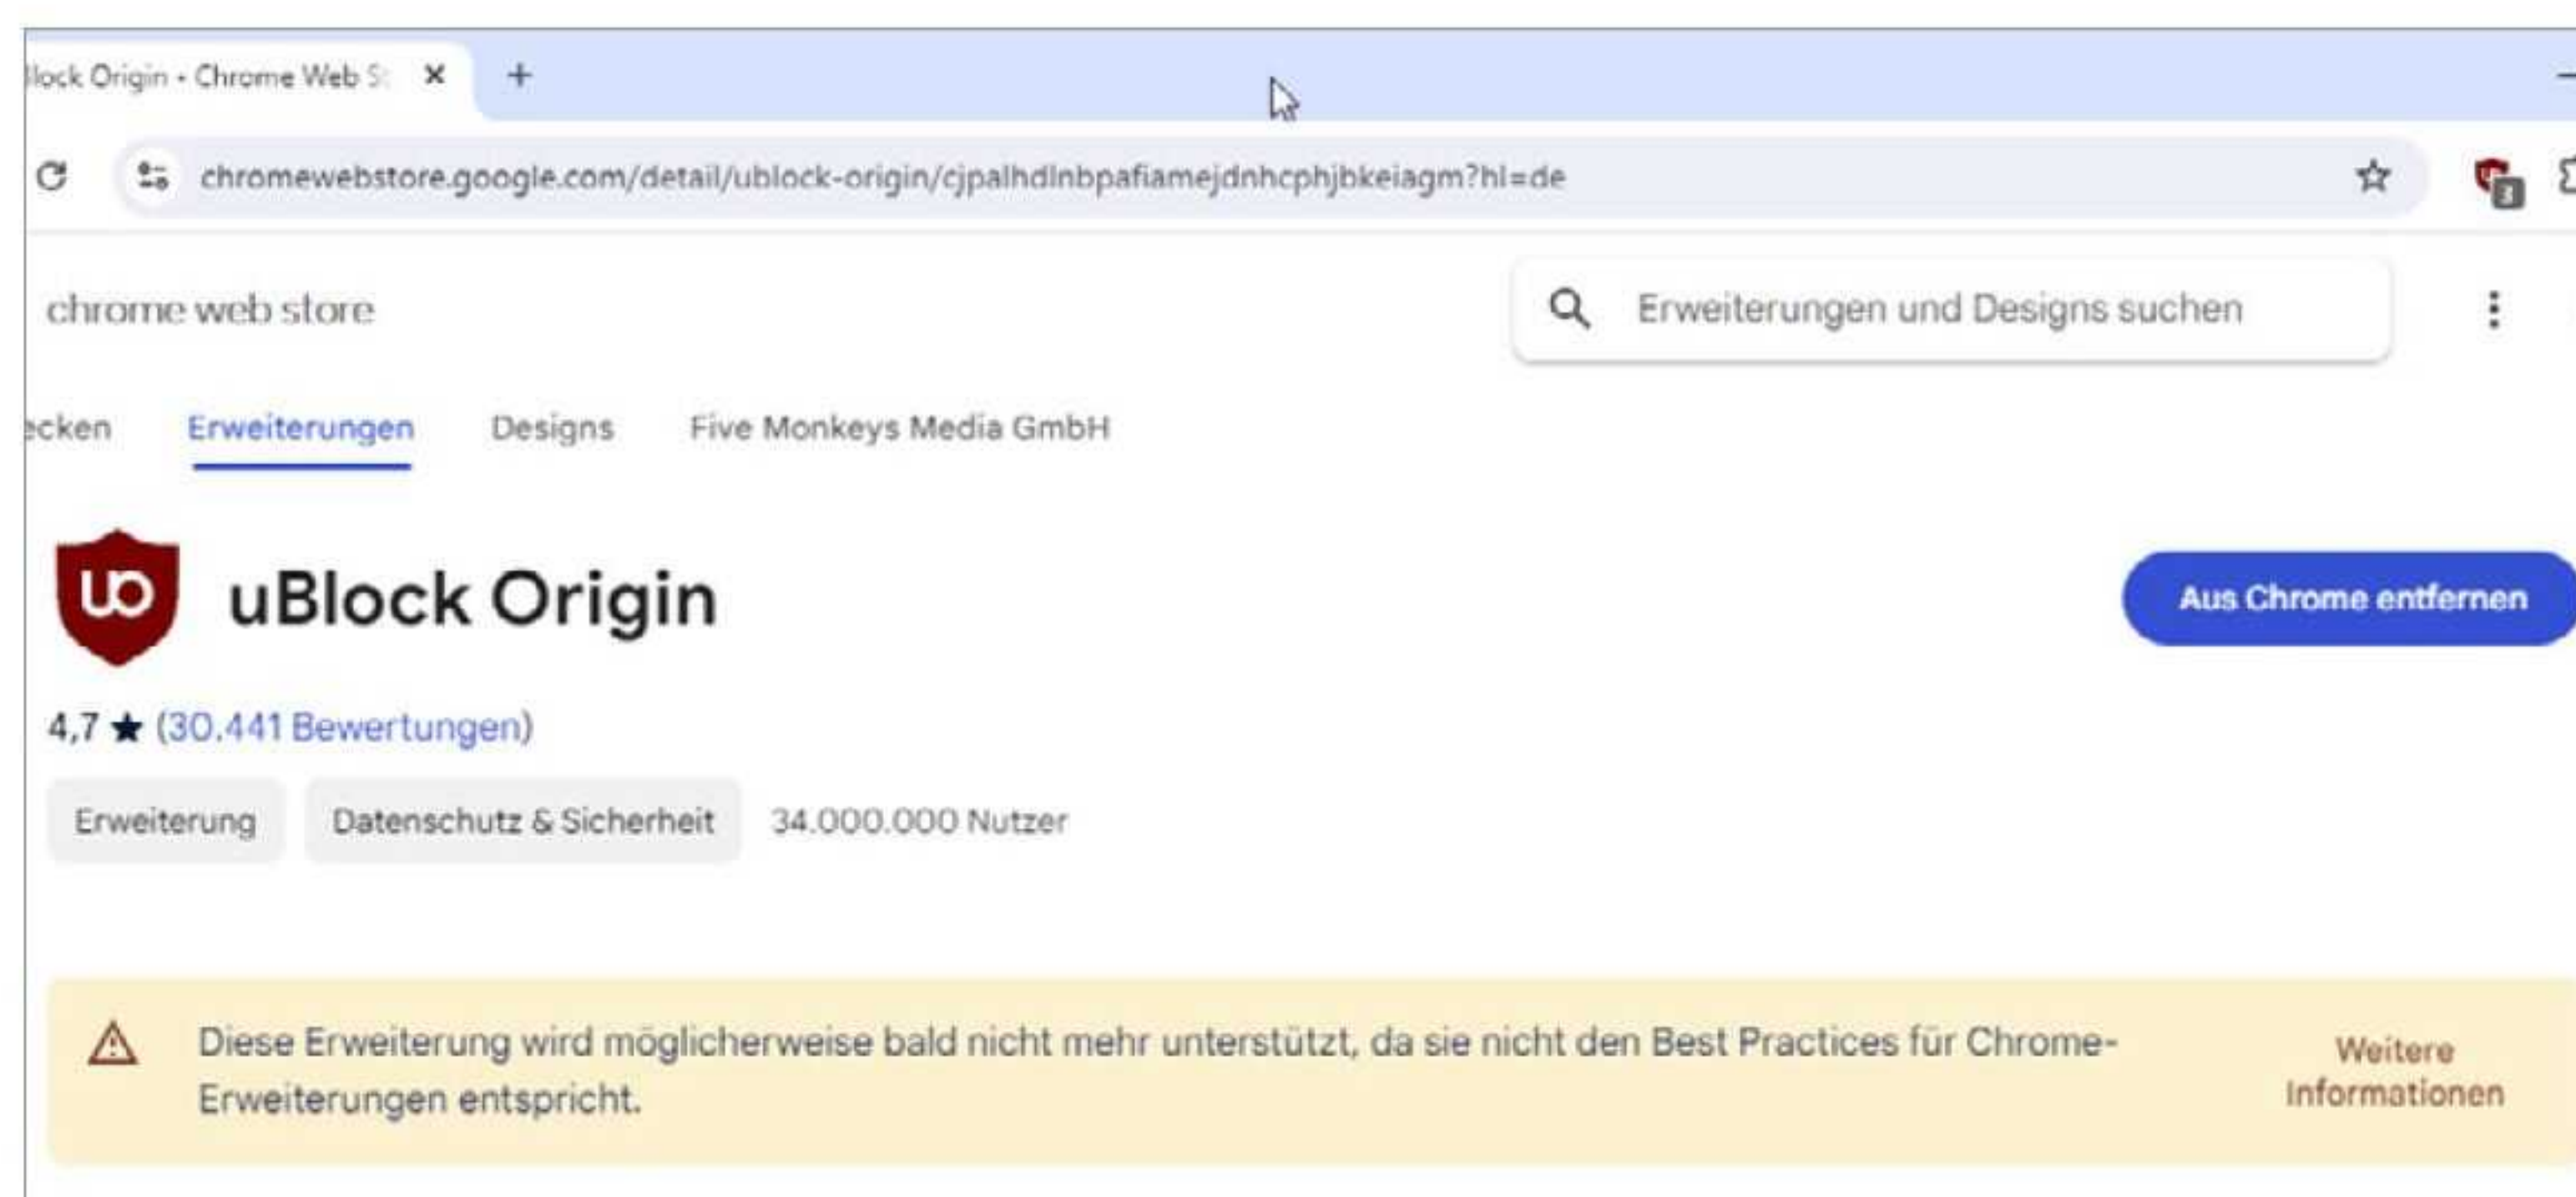 lock Origin - Chrome Web St
chromewebstore.google.com/detail/ublock-origin/cjpalhdlnbpafiamejdnhcphjbkeiagm?hl=de
3
chrome web store
Erweiterungen und Designs suchen
ecken Erweiterungen Designs Five Monkeys Media GmbH
uBlock Origin
Aus Chrome entfernen
4,7 ★ (30.441 Bewertungen)
Erweiterung Datenschutz & Sicherheit 34.000.000 Nutzer
Diese Erweiterung wird möglicherweise bald nicht mehr unterstützt, da sie nicht den Best Practices für Chrome-
Erweiterungen entspricht.
Weitere
Informationen